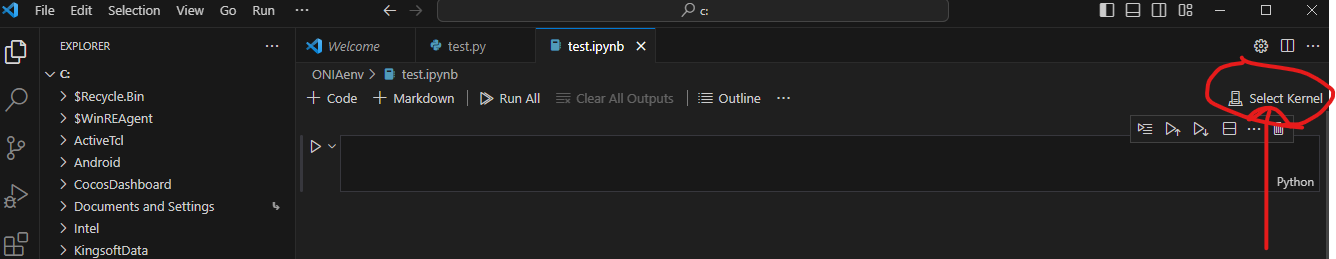 File Edit Selection View Go Run ... c:
EXPLORER ... Welcome test.py test.ipynb
C: ONIAenv > test.ipynb
$Recycle.Bin + Code + Markdown Run All Clear All Outputs Outline ... Select Kernel
$WinREAgent
ActiveTcl
Android
CocosDashboard Python
Documents and Settings
Intel
KingsoftData